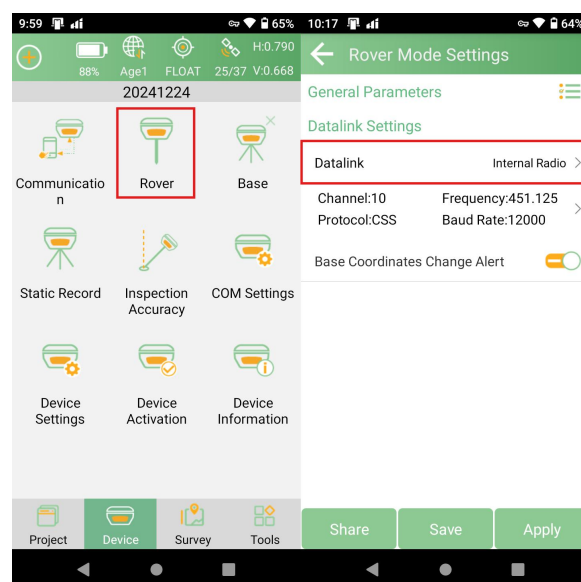 9:59
65%
88%
Age1
FLOAT
25/37
H:0.790
V:0.668
20241224
Communicatio
n
Rover
Base
Static Record
Inspection
Accuracy
COM Settings
Device
Settings
Device
Activation
Device
Information
Project
Device
Survey
Tools
10:17
64%
Rover Mode Settings
General Parameters
Datalink Settings
Datalink
Internal Radio
Channel:10
Frequency:451.125
Protocol:CSS
Baud Rate:12000
Base Coordinates Change Alert
Share
Save
Apply